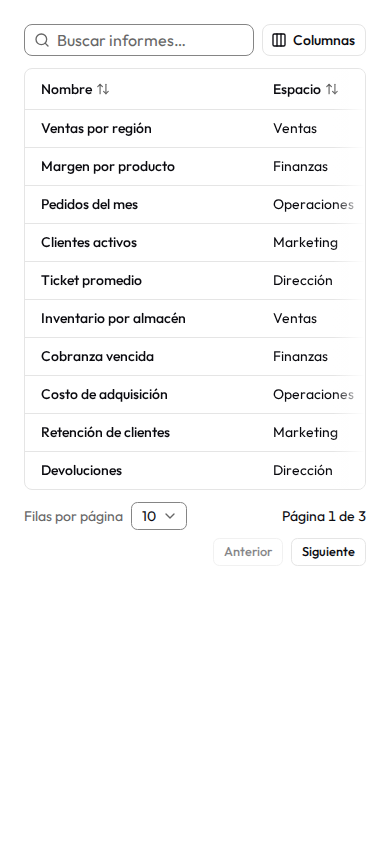 Buscar informes... Columnas
Nombre Espacio
Ventas por región Ventas
Margen por producto Finanzas
Pedidos del mes Operaciones
Clientes activos Marketing
Ticket promedio Dirección
Inventario por almacén Ventas
Cobranza vencida Finanzas
Costo de adquisición Operaciones
Retención de clientes Marketing
Devoluciones Dirección
Filas por página 10 Página 1 de 3
Anterior Siguiente